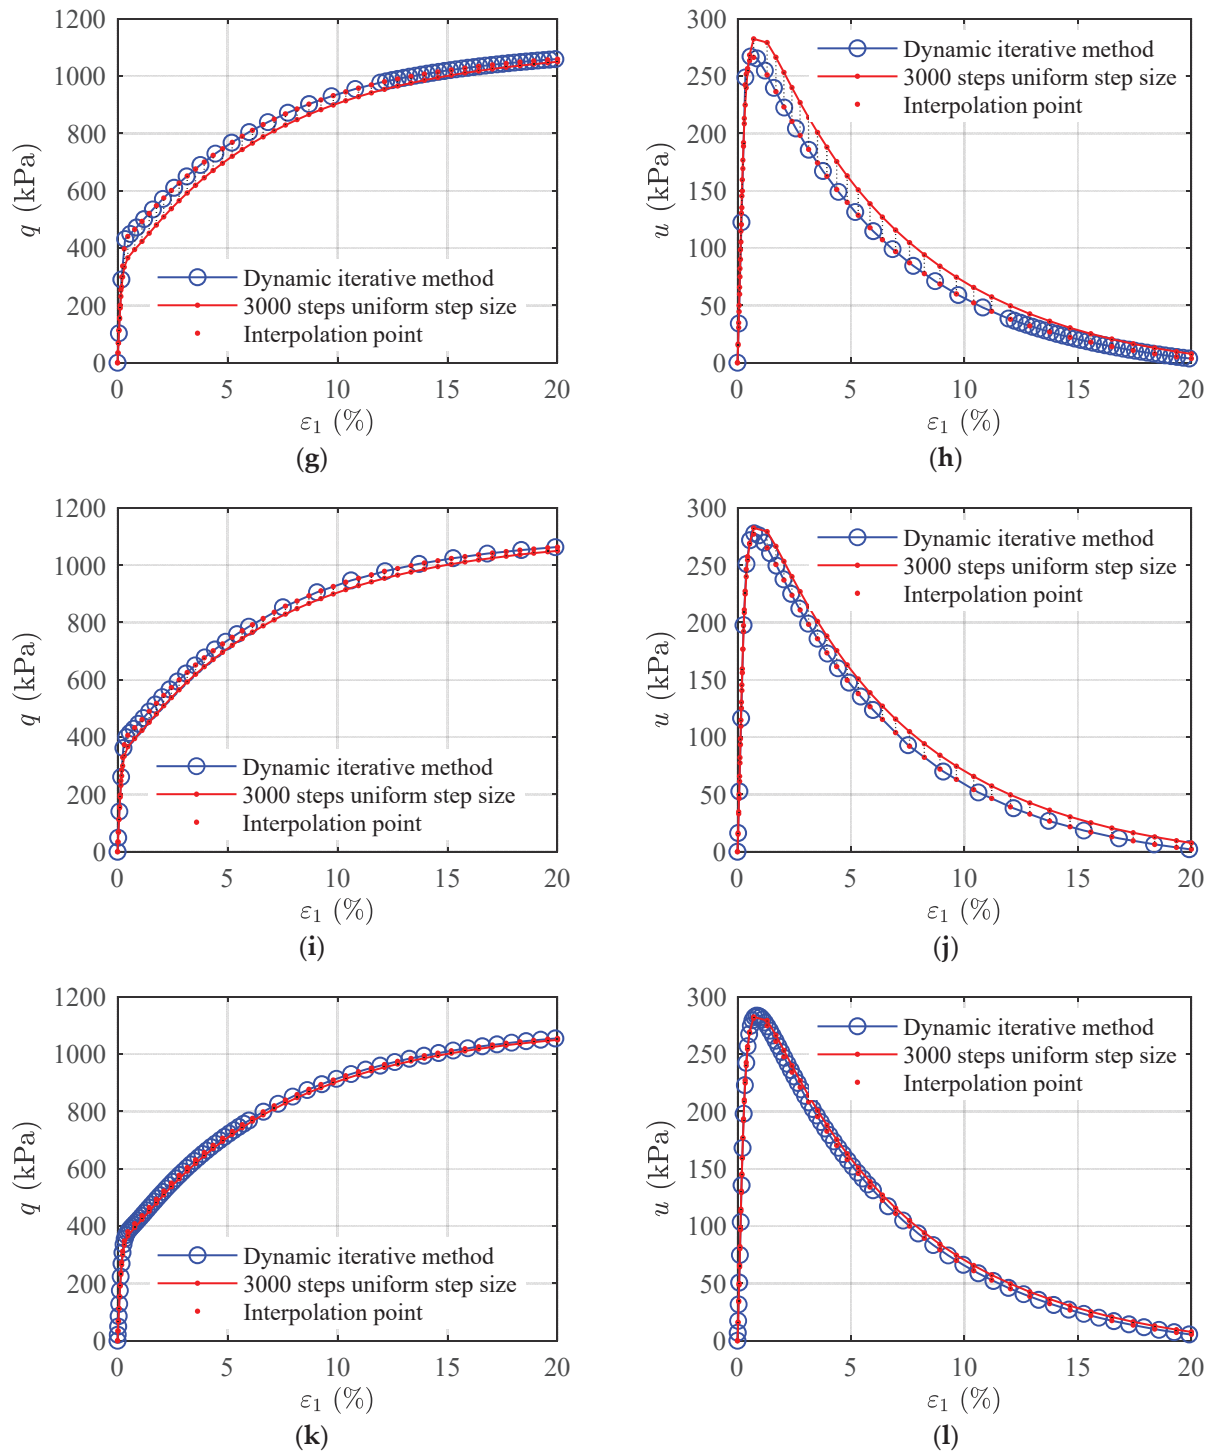 1200
1000
800
600
400
200
0
q (kPa)
Dynamic iterative method
3000 steps uniform step size
Interpolation point
0 5 10 15 20
ε₁ (%)
(g)
300
250
200
150
100
50
0
u (kPa)
Dynamic iterative method
3000 steps uniform step size
Interpolation point
0 5 10 15 20
ε₁ (%)
(h)
1200
1000
800
600
400
200
0
q (kPa)
Dynamic iterative method
3000 steps uniform step size
Interpolation point
0 5 10 15 20
ε₁ (%)
(i)
300
250
200
150
100
50
0
u (kPa)
Dynamic iterative method
3000 steps uniform step size
Interpolation point
0 5 10 15 20
ε₁ (%)
(j)
1200
1000
800
600
400
200
0
q (kPa)
Dynamic iterative method
3000 steps uniform step size
Interpolation point
0 5 10 15 20
ε₁ (%)
(k)
300
250
200
150
100
50
0
u (kPa)
Dynamic iterative method
3000 steps uniform step size
Interpolation point
0 5 10 15 20
ε₁ (%)
(l)